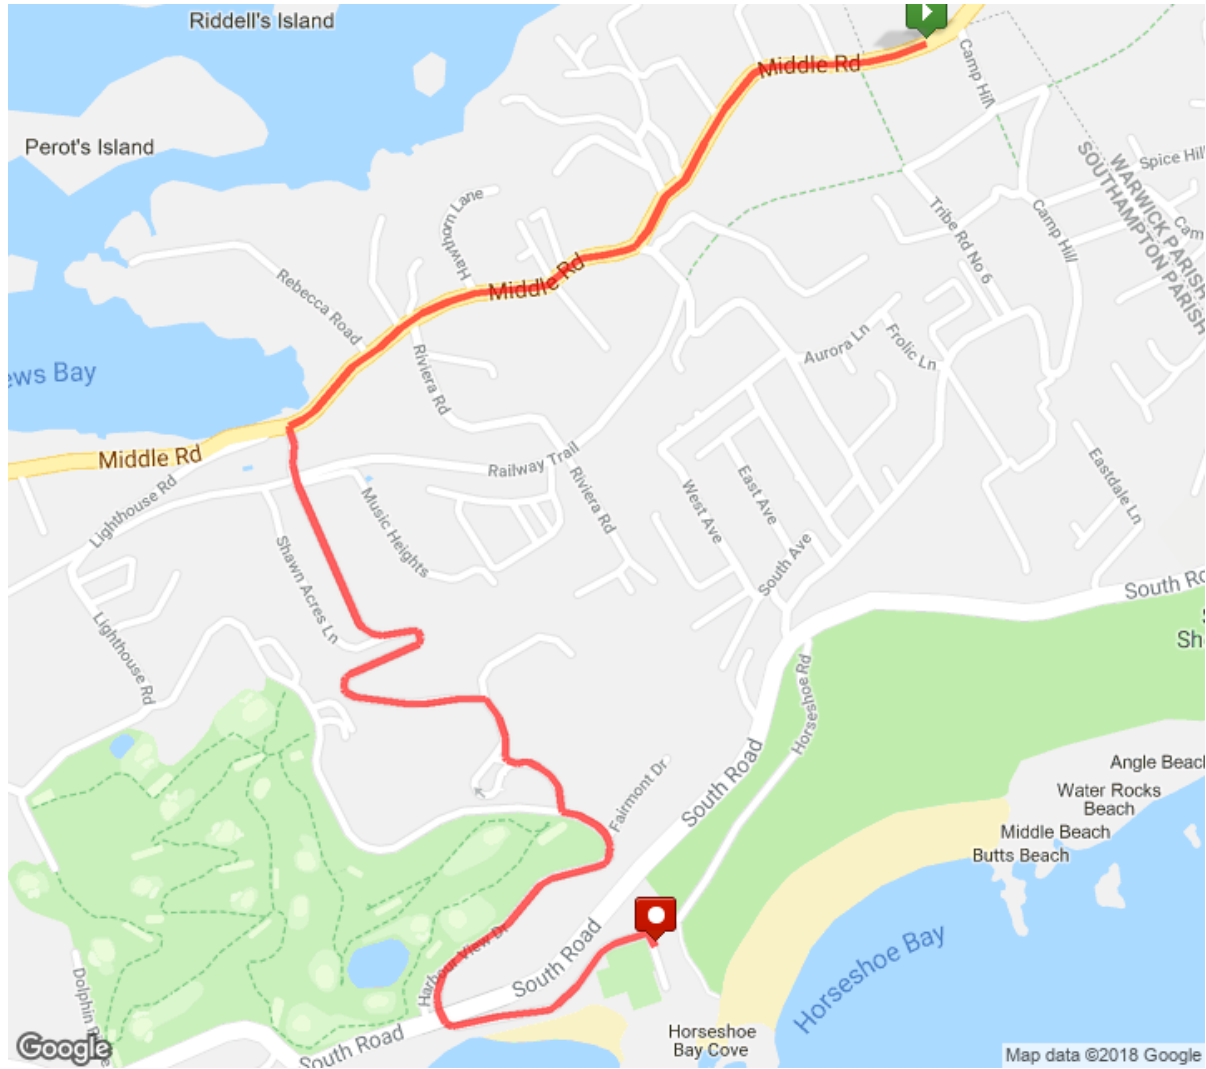 Riddell's Island
Middle Rd
Camp Hill
Perot's Island
Spice Hill
WARWICK PARISH
SOUTHAMPTON PARISH
Hawthorn Lane
Tribe Rd No 6
Camp Hill
Cam
Middle Rd
Rebecca Road
Aurora Ln
Frolic Ln
ews Bay
Riviera Rd
Middle Rd
Railway Trail
Lighthouse Rd
Music Heights
Riviera Rd
West Ave
East Ave
Eastdale Ln
Shawn Acres Ln
South Ave
South Ro
Lighthouse Rd
Sh
Horseshoe Rd
Fairmont Dr
South Road
Angle Beach
Water Rocks
Beach
Middle Beach
Butts Beach
Harbour View Dr
South Road
Horseshoe Bay
Dolphin
South Road
Horseshoe
Bay Cove
Google
Map data ©2018 Google